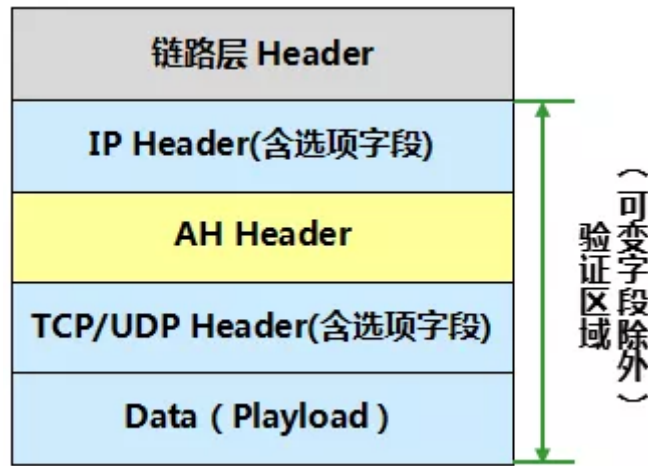 链路层 Header
IP Header(含选项字段)
AH Header
TCP/UDP Header(含选项字段)
Data（Playload）
验证区域
（可变字段除外）